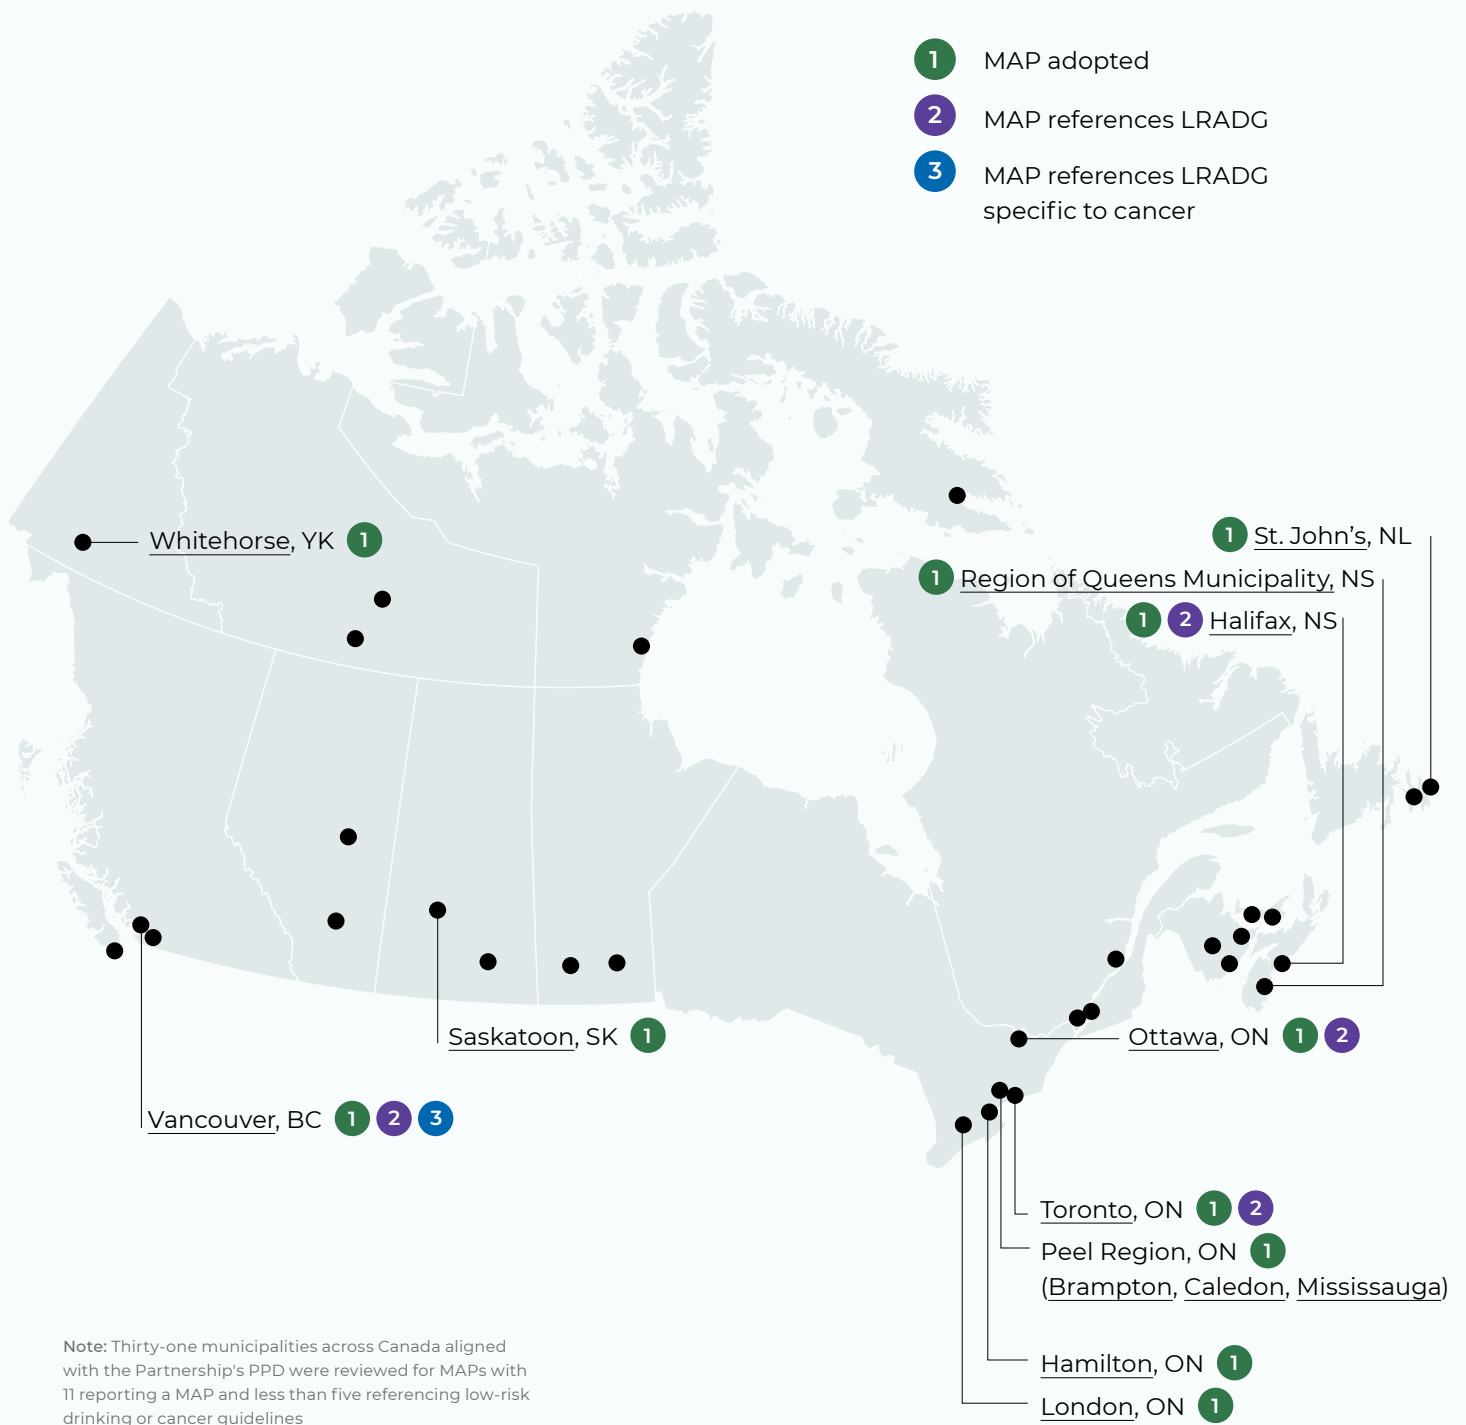 1 MAP adopted
2 MAP references LRADG
3 MAP references LRADG
specific to cancer
Whitehorse, YK 1
1 St. John’s, NL
1 Region of Queens Municipality, NS
1 2 Halifax, NS
Saskatoon, SK 1
Ottawa, ON 1 2
Vancouver, BC 1 2 3
Toronto, ON 1 2
Peel Region, ON 1
(Brampton, Caledon, Mississauga)
Hamilton, ON 1
London, ON 1
Note: Thirty-one municipalities across Canada aligned
with the Partnership's PPD were reviewed for MAPs with
11 reporting a MAP and less than five referencing low-risk
drinking or cancer guidelines